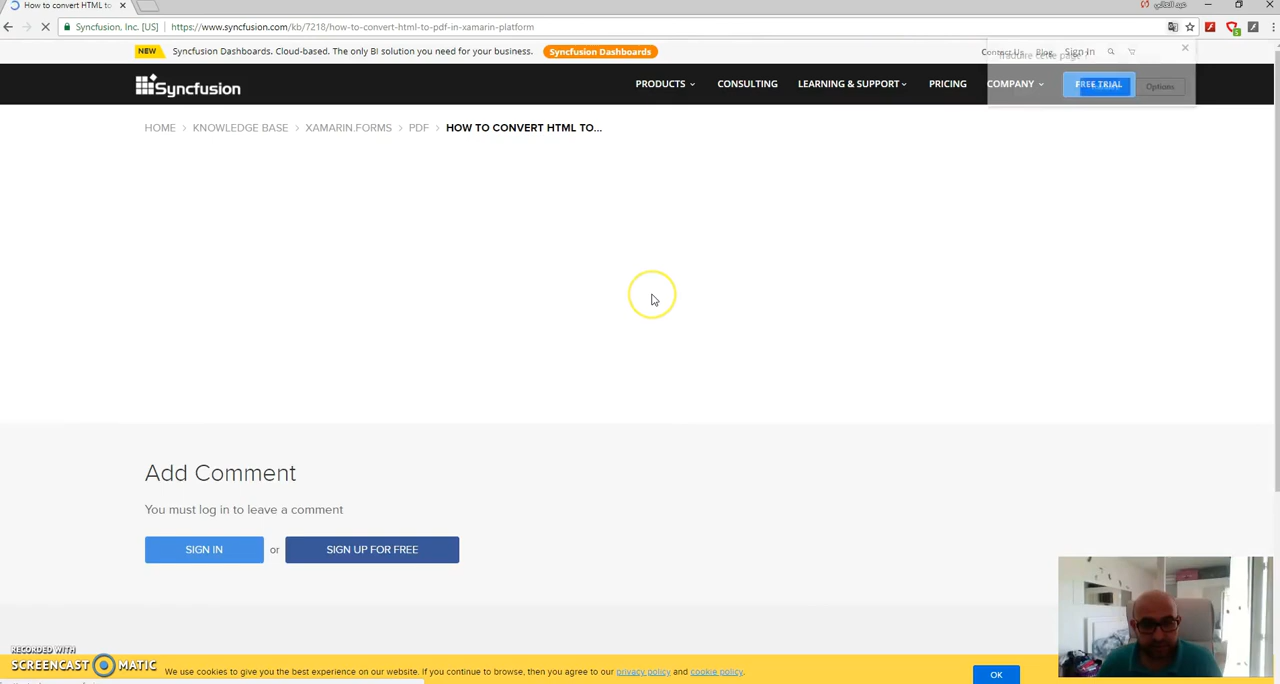 How to convert HTML to
عبد العالي
Syncfusion, Inc. [US] https://www.syncfusion.com/kb/7218/how-to-convert-html-to-pdf-in-xamarin-platform
NEW Syncfusion Dashboards. Cloud-based. The only BI solution you need for your business. Syncfusion Dashboards
Contact Us Blog Sign In
Traduire cette page ?
Syncfusion PRODUCTS CONSULTING LEARNING & SUPPORT PRICING COMPANY FREE TRIAL
Options
HOME > KNOWLEDGE BASE > XAMARIN.FORMS > PDF > HOW TO CONVERT HTML TO...
Add Comment
You must log in to leave a comment
SIGN IN or SIGN UP FOR FREE
RECORDED WITH
SCREENCAST MATIC
We use cookies to give you the best experience on our website. If you continue to browse, then you agree to our privacy policy and cookie policy.
OK